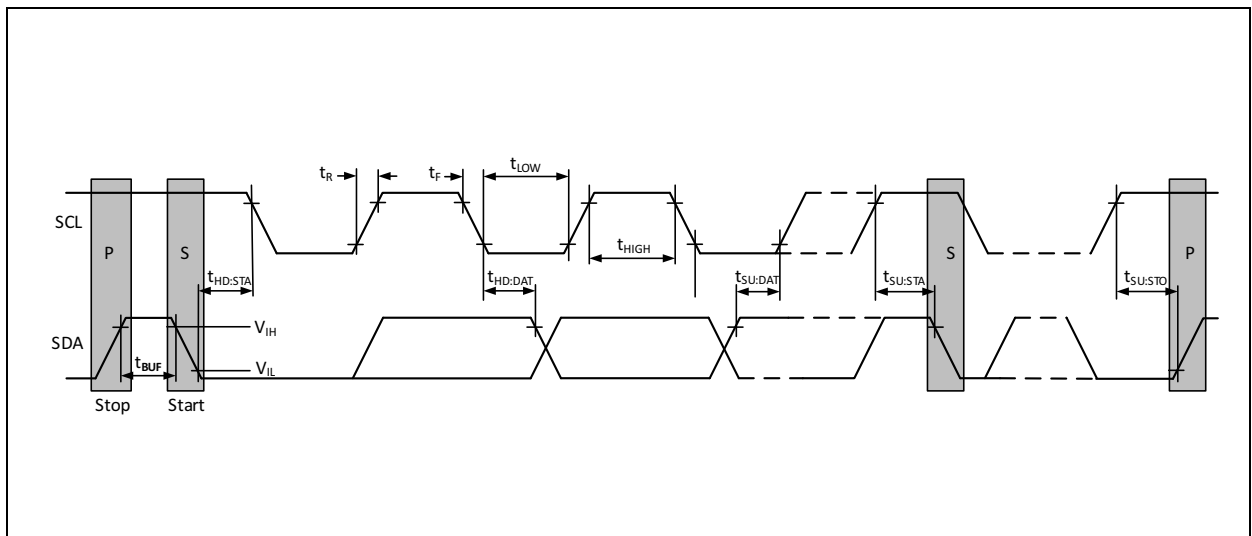 tR
tF
tLOW
SCL
P
S
tHIGH
S
P
tHD:STA
tHD:DAT
tSU:DAT
tSU:STA
tSU:STO
VIH
SDA
tBUF
VIL
Stop
Start